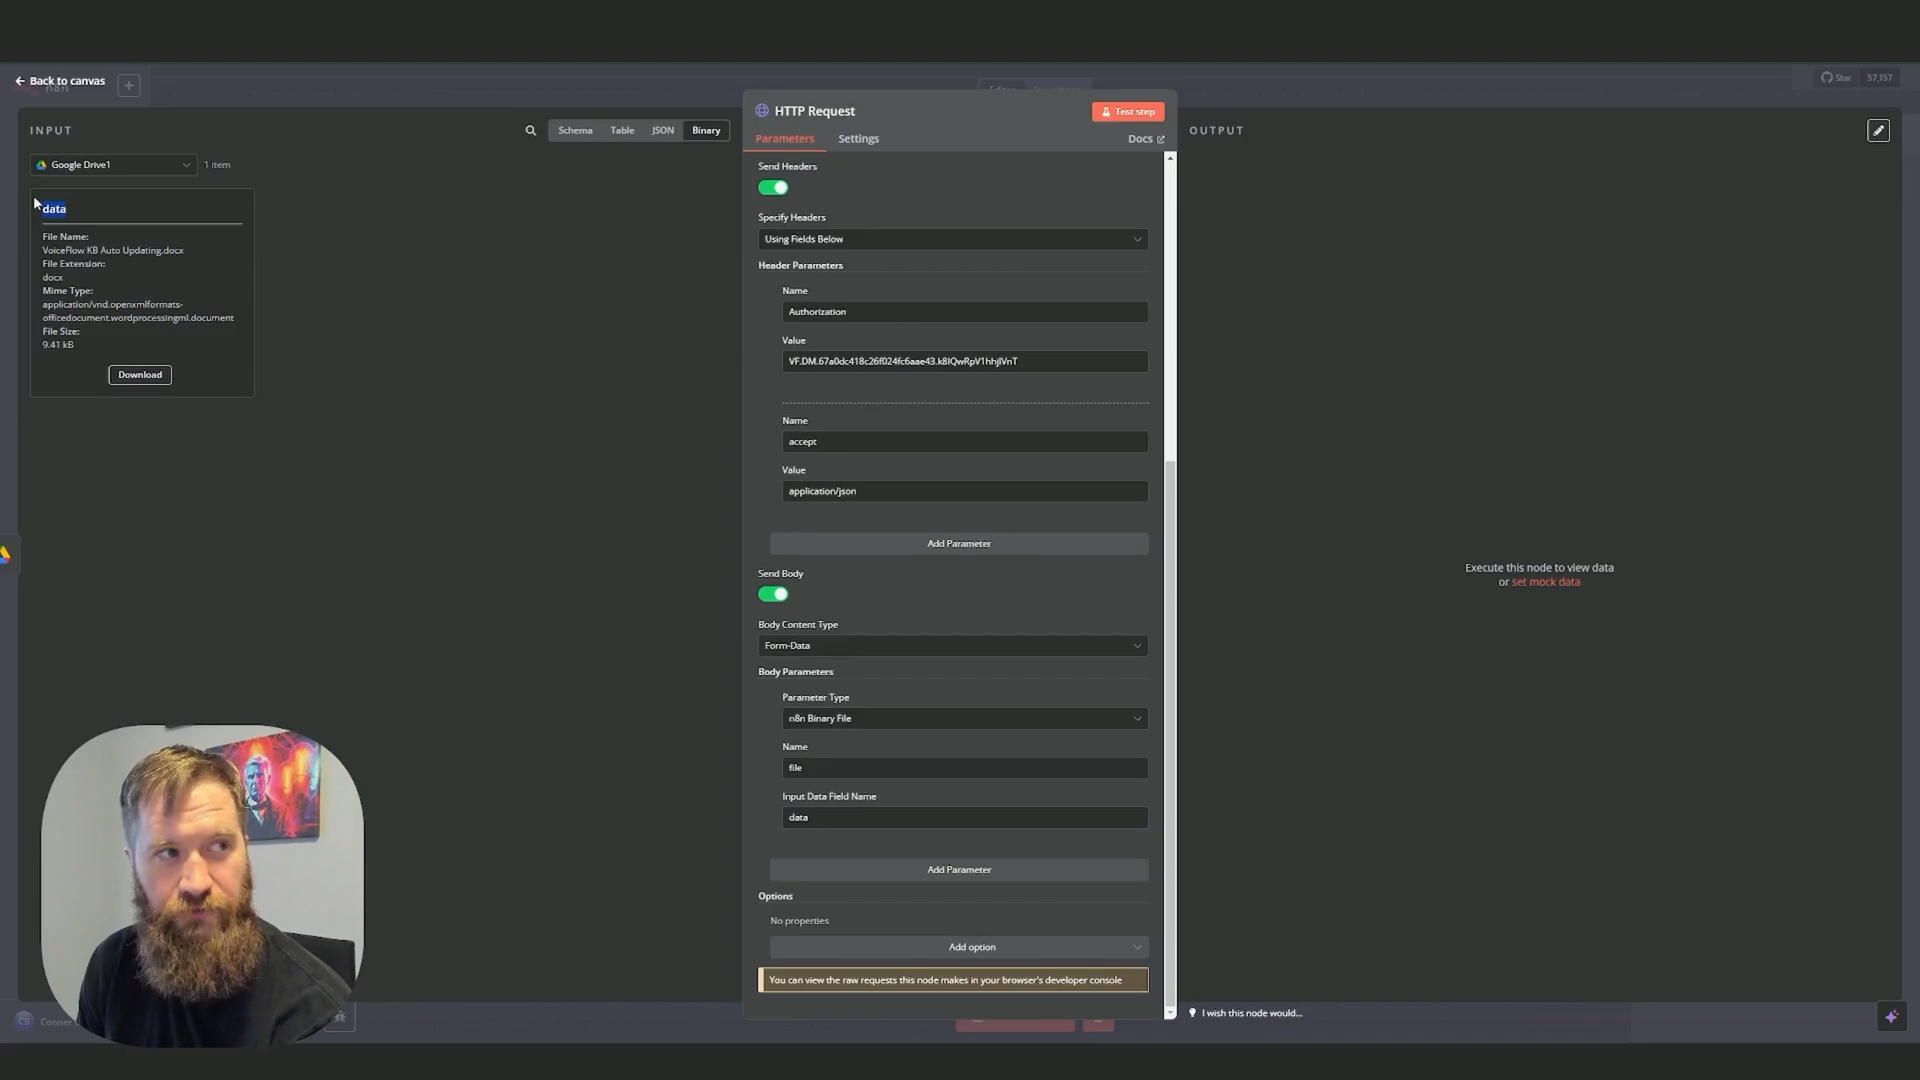 Back to canvas
n8n
Star 57,157
INPUT
Schema Table JSON Binary
Google Drive1 1 item
data
File Name:
VoiceFlow KB Auto Updating.docx
File Extension:
docx
Mime Type:
application/vnd.openxmlformats-
officedocument.wordprocessingml.document
File Size:
9.41 kB
Download
HTTP Request
Test step
Parameters Settings Docs
Send Headers
Specify Headers
Using Fields Below
Header Parameters
Name
Authorization
Value
Name
accept
Value
application/json
Add Parameter
Send Body
Body Content Type
Form-Data
Body Parameters
Parameter Type
n8n Binary File
Name
file
Input Data Field Name
data
Add Parameter
Options
No properties
Add option
You can view the raw requests this node makes in your browser's developer console
OUTPUT
Execute this node to view data
or set mock data
I wish this node would...
CB Conner